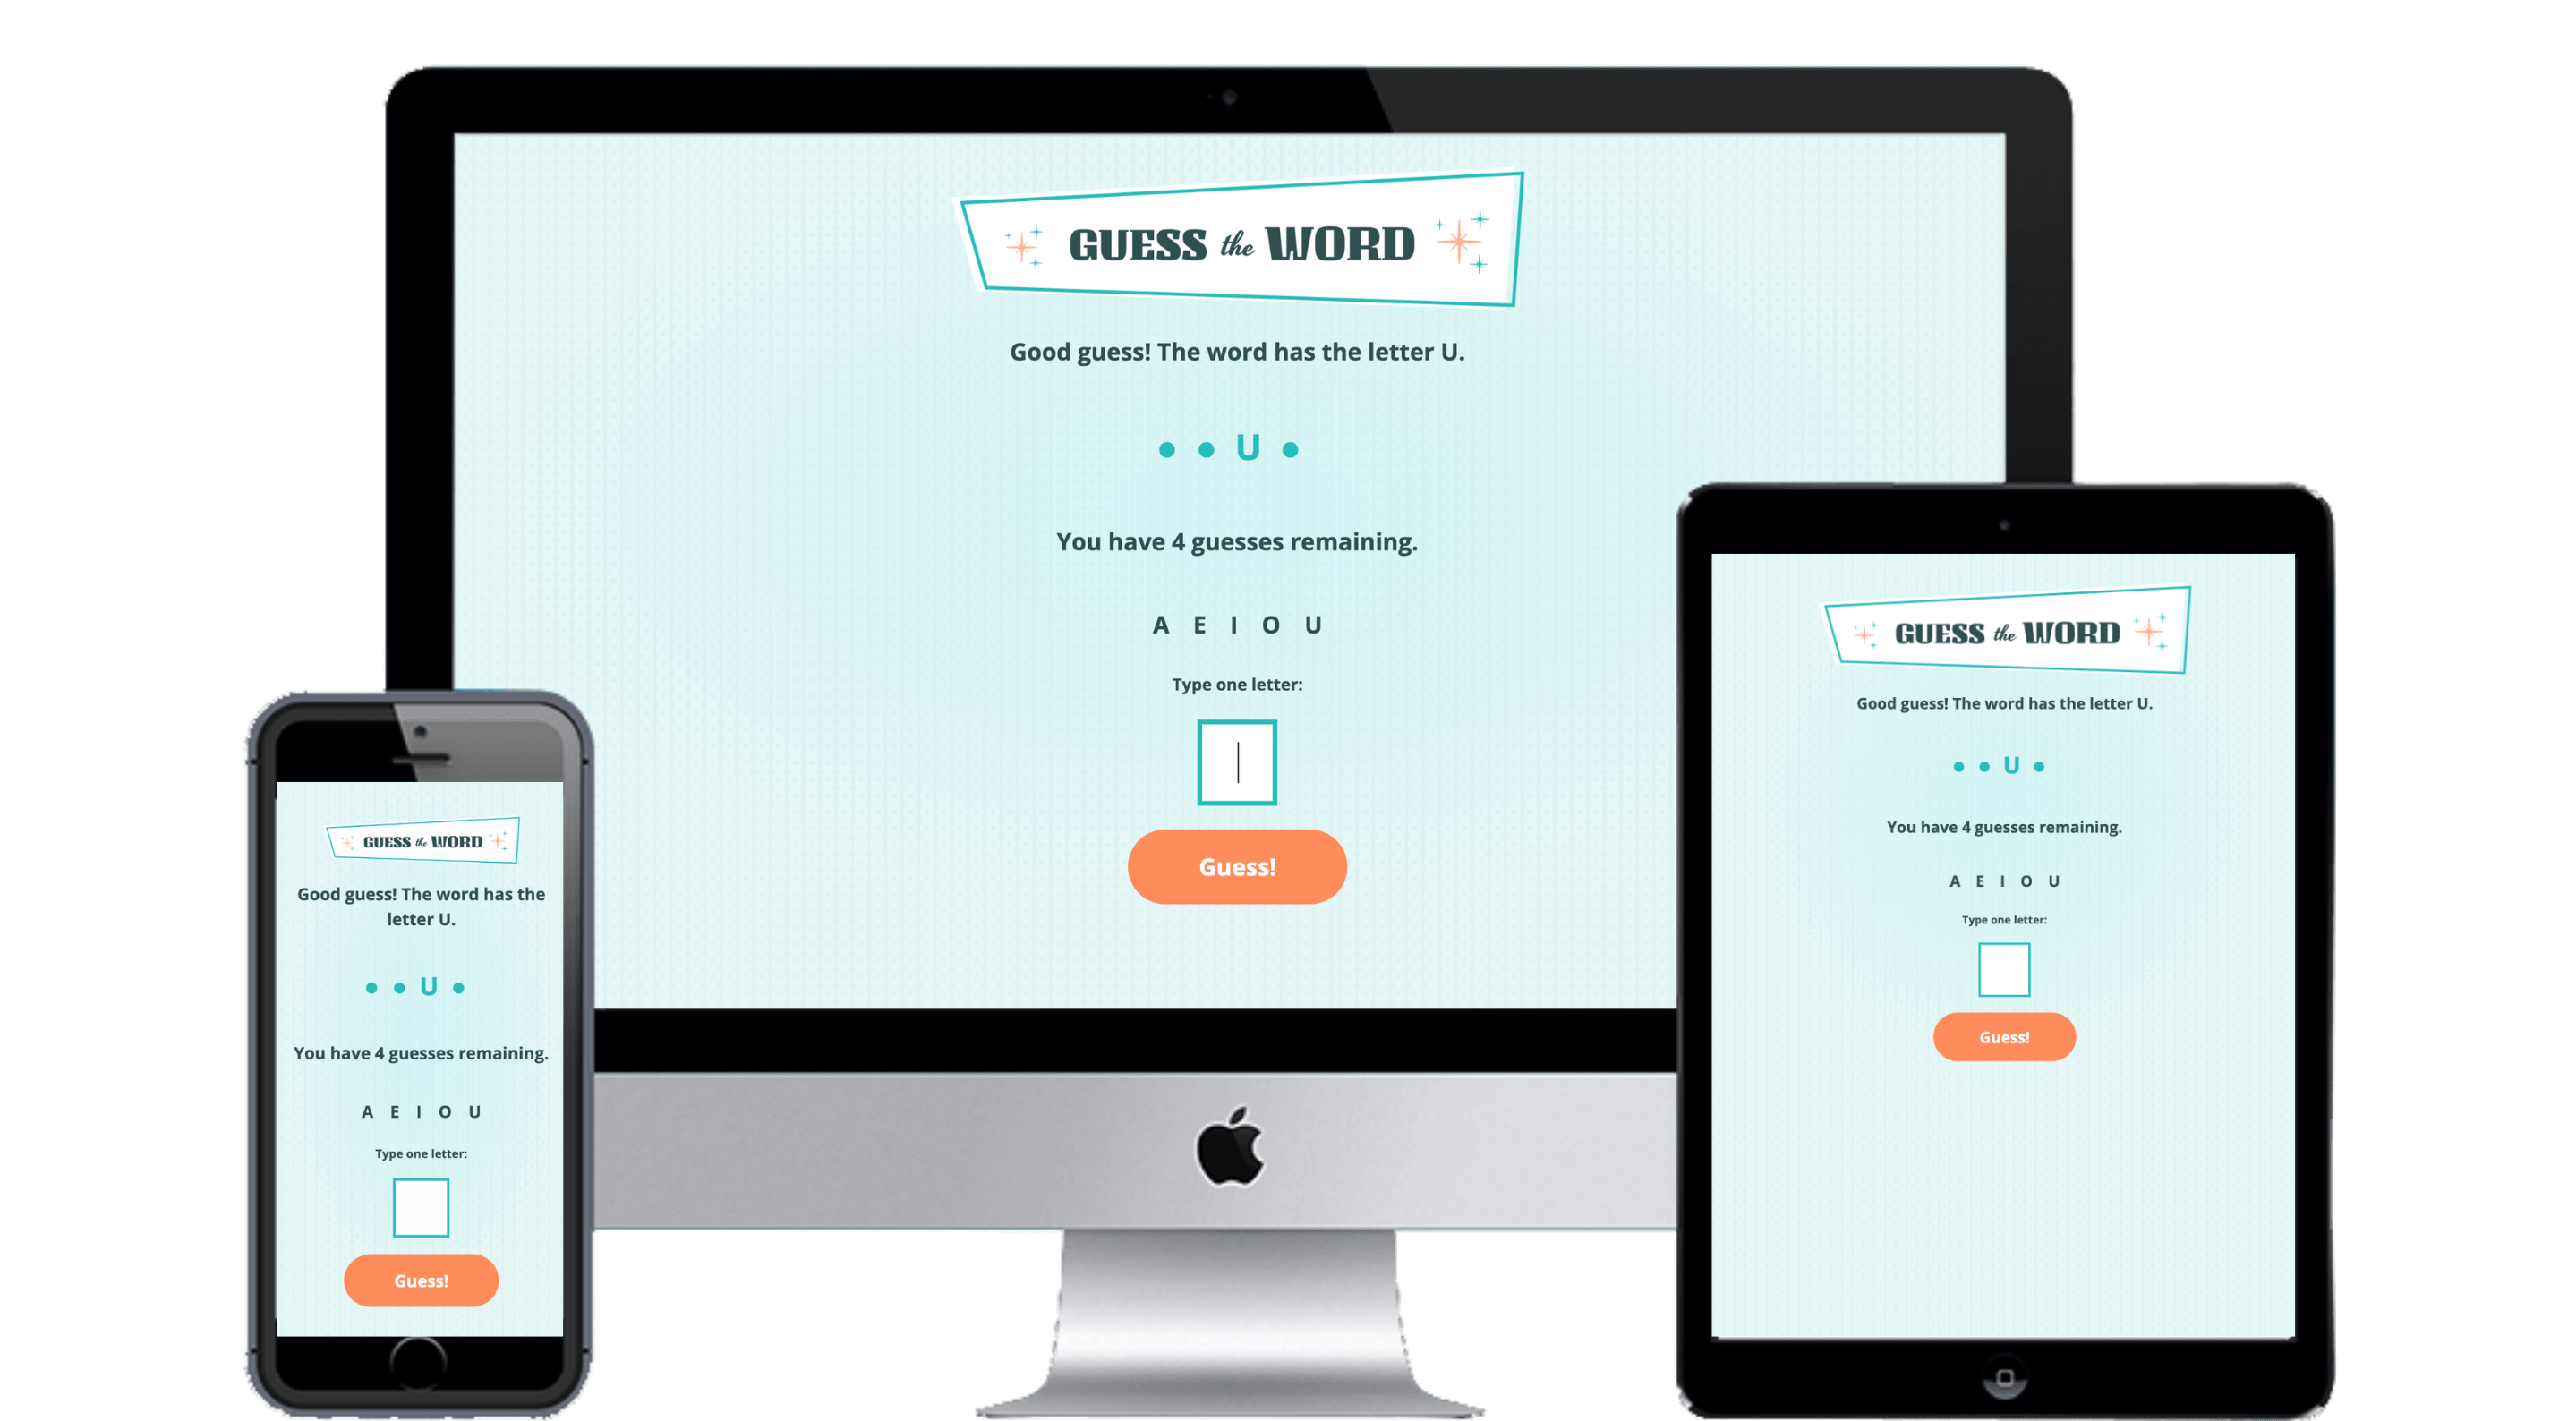 GUESS the WORD
Good guess! The word has the letter U.
● ● U ●
You have 4 guesses remaining.
A E I O U
Type one letter:
Guess!
GUESS the WORD
Good guess! The word has the
letter U.
● ● U ●
You have 4 guesses remaining.
A E I O U
Type one letter:
Guess!
GUESS the WORD
Good guess! The word has the letter U.
● ● U ●
You have 4 guesses remaining.
A E I O U
Type one letter:
Guess!